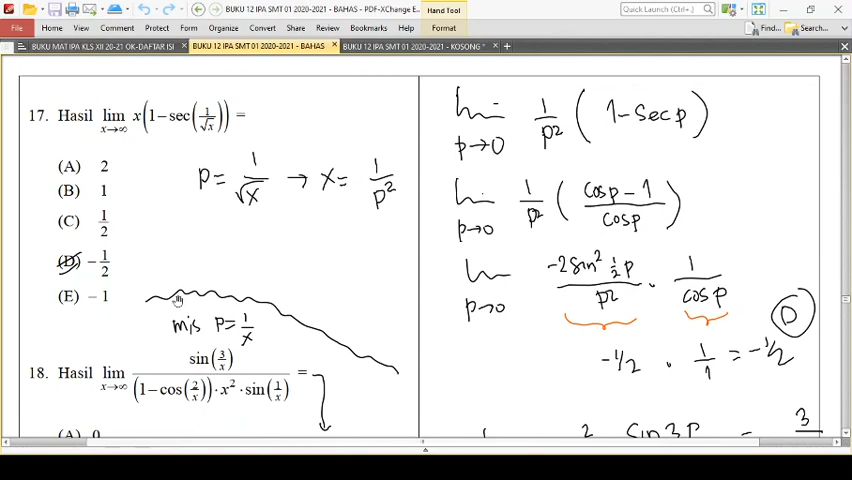 BUKU 12 IPA SMT 01 2020-2021 - BAHAS - PDF-XChange E
Hand Tool
Quick Launch (Ctrl+.)
File Home View Comment Protect Form Organize Convert Share Bookmarks Help Format Find... Search...
BUKU MAT IPA KLS XII 20-21 OK-DAFTAR ISI × BUKU 12 IPA SMT 01 2020-2021 - BAHAS × BUKU 12 IPA SMT 01 2020-2021 - KOSONG * × +
17. Hasil lim x→∞ x(1−sec(1/√x)) =
(A) 2
(B) 1
(C) 1/2
(D) −1/2
(E) −1
p = 1/√x → x = 1/p²
mis p = 1/x
18. Hasil lim x→∞ sin(3/x) / ((1−cos(2/x))·x²·sin(1/x)) =
(A) 0
lim p→0 1/p² (1−sec p)
lim p→0 1/p² (cos p − 1 / cos p)
lim p→0 −2 sin² ½p / p² · 1/cos p
−1/2 · 1/1 = −1/2
D
2 sin 3p = 3